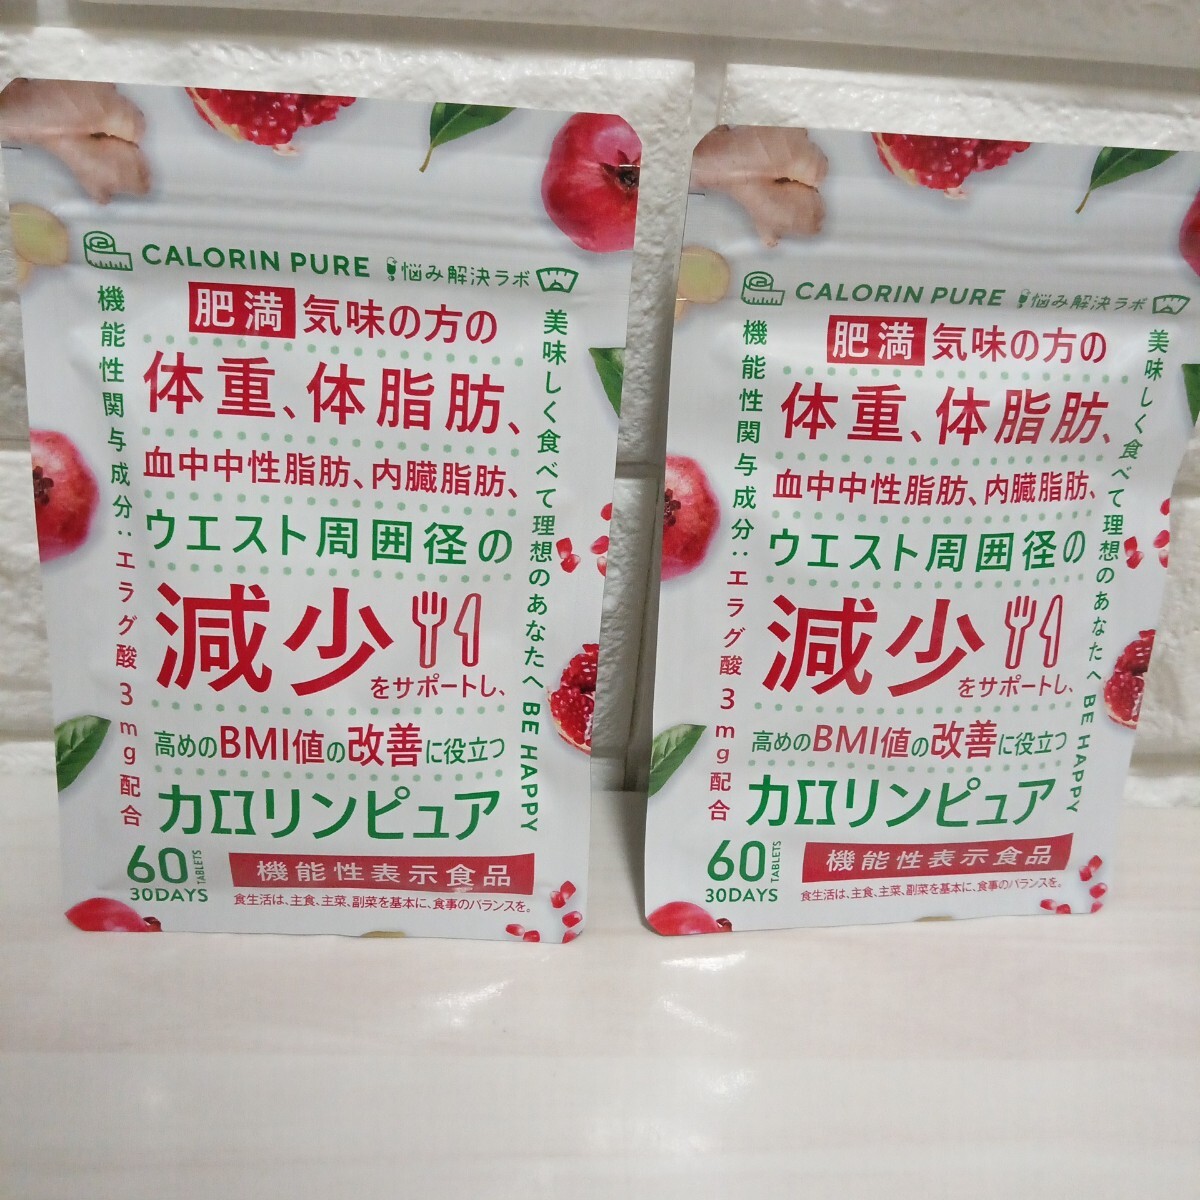 CALORIN PURE 悩み解決ラボ
肥満気味の方の
体重、体脂肪、
血中中性脂肪、内臓脂肪、
ウエスト周囲径の
減少をサポートし、
高めのBMI値の改善に役立つ
カロリンピュア
60 TABLETS
30DAYS
機能性表示食品
食生活は、主食、主菜、副菜を基本に、食事のバランスを。
機能性関与成分:エラグ酸3mg配合
美味しく食べて理想のあなたへ BE HAPPY
CALORIN PURE 悩み解決ラボ
肥満気味の方の
体重、体脂肪、
血中中性脂肪、内臓脂肪、
ウエスト周囲径の
減少をサポートし、
高めのBMI値の改善に役立つ
カロリンピュア
60 TABLETS
30DAYS
機能性表示食品
食生活は、主食、主菜、副菜を基本に、食事のバランスを。
機能性関与成分:エラグ酸3mg配合
美味しく食べて理想のあなたへ BE HAPPY